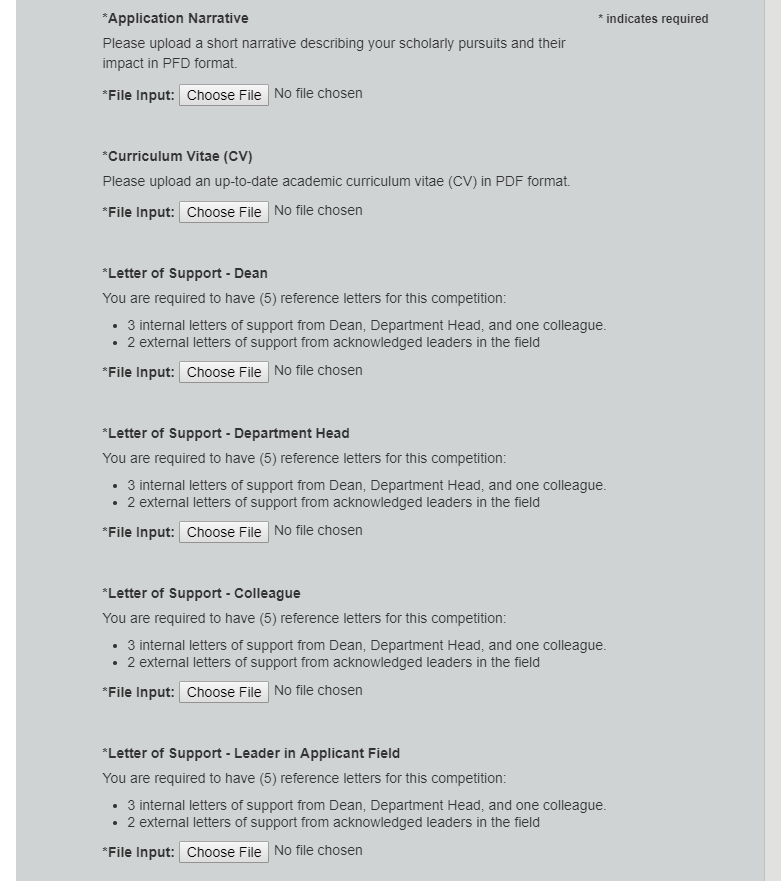 *Application Narrative
* indicates required
Please upload a short narrative describing your scholarly pursuits and their
impact in PFD format.
*File Input: Choose File No file chosen
*Curriculum Vitae (CV)
Please upload an up-to-date academic curriculum vitae (CV) in PDF format.
*File Input: Choose File No file chosen
*Letter of Support - Dean
You are required to have (5) reference letters for this competition:
• 3 internal letters of support from Dean, Department Head, and one colleague.
• 2 external letters of support from acknowledged leaders in the field
*File Input: Choose File No file chosen
*Letter of Support - Department Head
You are required to have (5) reference letters for this competition:
• 3 internal letters of support from Dean, Department Head, and one colleague.
• 2 external letters of support from acknowledged leaders in the field
*File Input: Choose File No file chosen
*Letter of Support - Colleague
You are required to have (5) reference letters for this competition:
• 3 internal letters of support from Dean, Department Head, and one colleague.
• 2 external letters of support from acknowledged leaders in the field
*File Input: Choose File No file chosen
*Letter of Support - Leader in Applicant Field
You are required to have (5) reference letters for this competition:
• 3 internal letters of support from Dean, Department Head, and one colleague.
• 2 external letters of support from acknowledged leaders in the field
*File Input: Choose File No file chosen